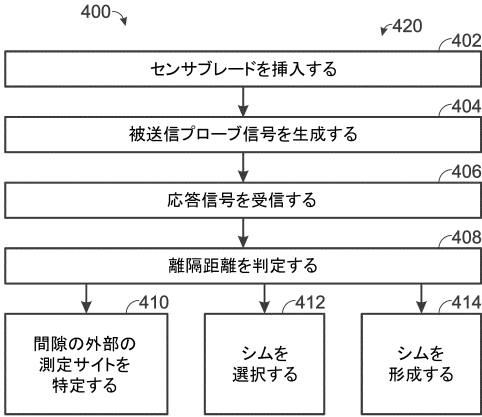 400
420
402
センサブレードを挿入する
404
被送信プローブ信号を生成する
406
応答信号を受信する
408
離隔距離を判定する
410
間隙の外部の
測定サイトを
特定する
412
シムを
選択する
414
シムを
形成する